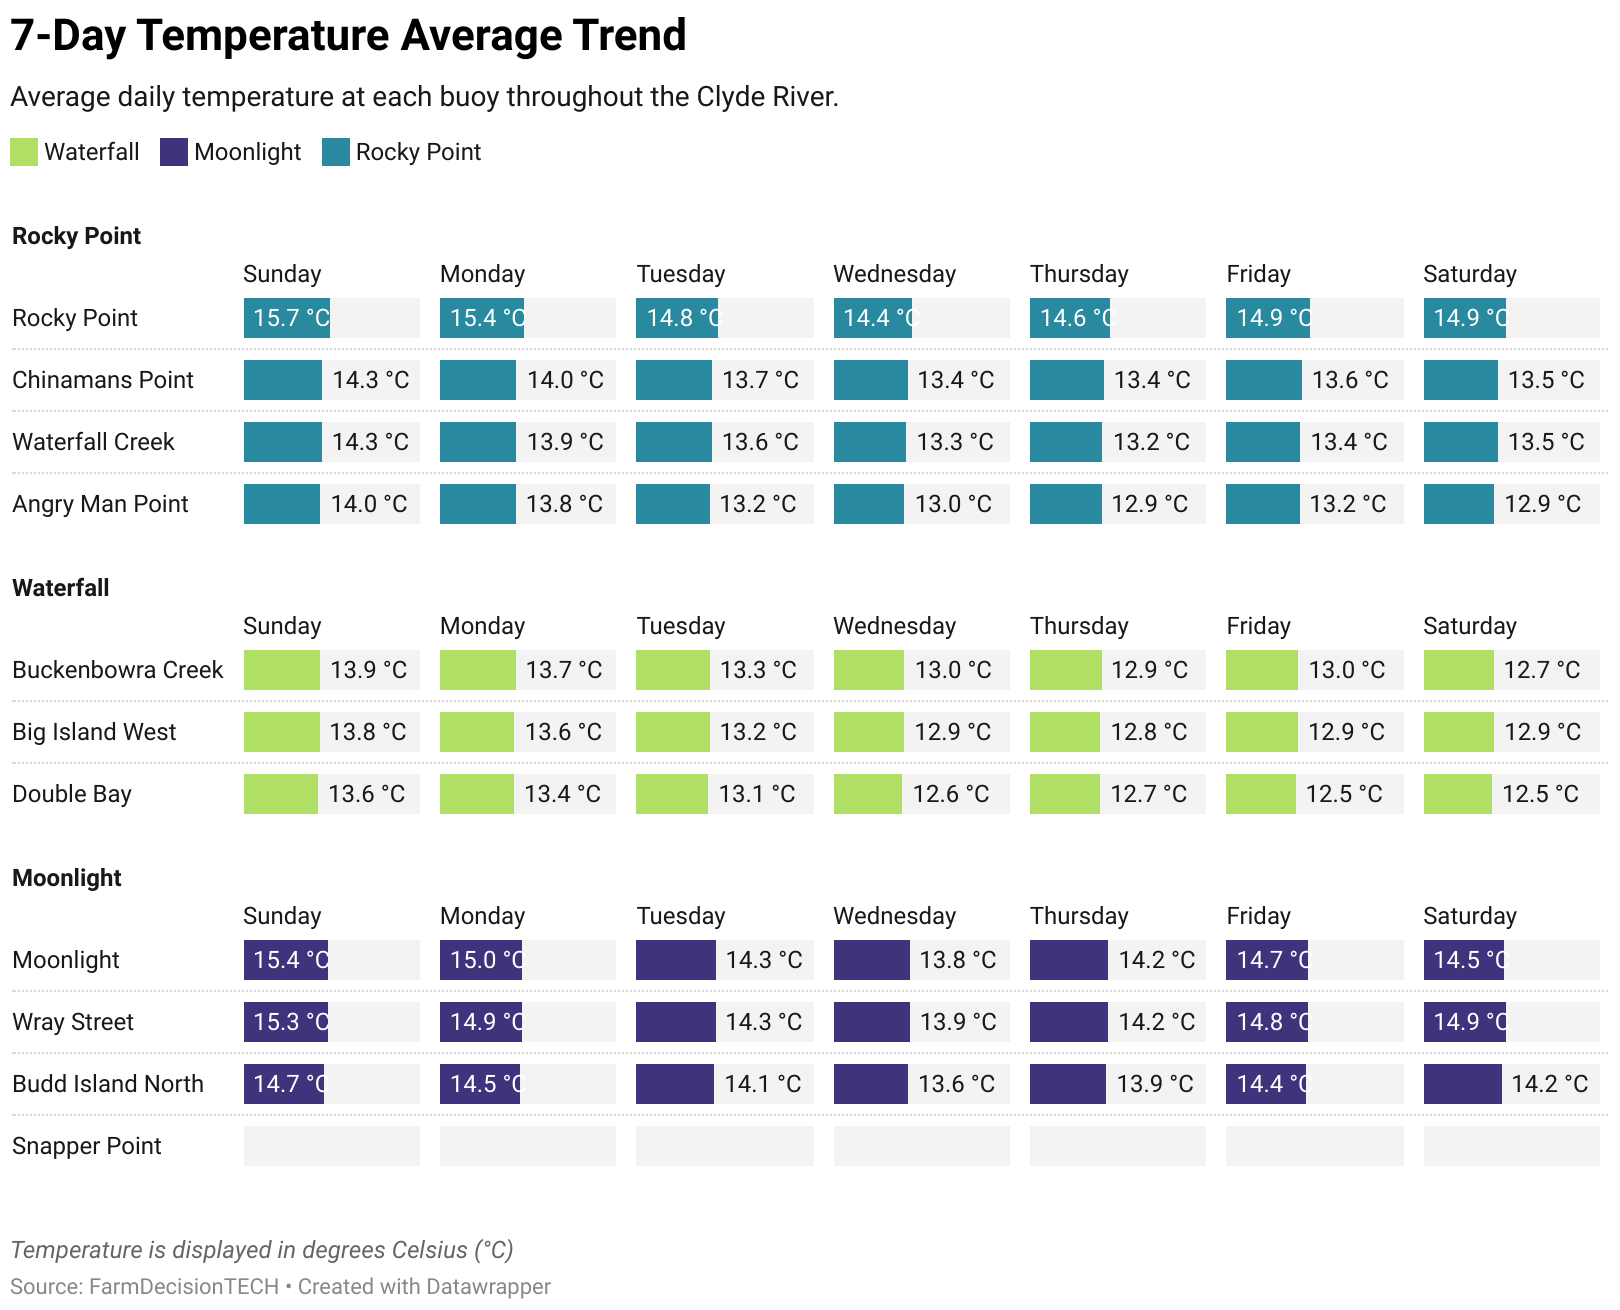 7-Day Temperature Average Trend
Average daily temperature at each buoy throughout the Clyde River.
Waterfall Moonlight Rocky Point
Rocky Point
Sunday Monday Tuesday Wednesday Thursday Friday Saturday
Rocky Point 15.7 °C 15.4 °C 14.8 °C 14.4 °C 14.6 °C 14.9 °C 14.9 °C
Chinamans Point 14.3 °C 14.0 °C 13.7 °C 13.4 °C 13.4 °C 13.6 °C 13.5 °C
Waterfall Creek 14.3 °C 13.9 °C 13.6 °C 13.3 °C 13.2 °C 13.4 °C 13.5 °C
Angry Man Point 14.0 °C 13.8 °C 13.2 °C 13.0 °C 12.9 °C 13.2 °C 12.9 °C
Waterfall
Sunday Monday Tuesday Wednesday Thursday Friday Saturday
Buckenbowra Creek 13.9 °C 13.7 °C 13.3 °C 13.0 °C 12.9 °C 13.0 °C 12.7 °C
Big Island West 13.8 °C 13.6 °C 13.2 °C 12.9 °C 12.8 °C 12.9 °C 12.9 °C
Double Bay 13.6 °C 13.4 °C 13.1 °C 12.6 °C 12.7 °C 12.5 °C 12.5 °C
Moonlight
Sunday Monday Tuesday Wednesday Thursday Friday Saturday
Moonlight 15.4 °C 15.0 °C 14.3 °C 13.8 °C 14.2 °C 14.7 °C 14.5 °C
Wray Street 15.3 °C 14.9 °C 14.3 °C 13.9 °C 14.2 °C 14.8 °C 14.9 °C
Budd Island North 14.7 °C 14.5 °C 14.1 °C 13.6 °C 13.9 °C 14.4 °C 14.2 °C
Snapper Point
Temperature is displayed in degrees Celsius (°C)
Source: FarmDecisionTECH • Created with Datawrapper